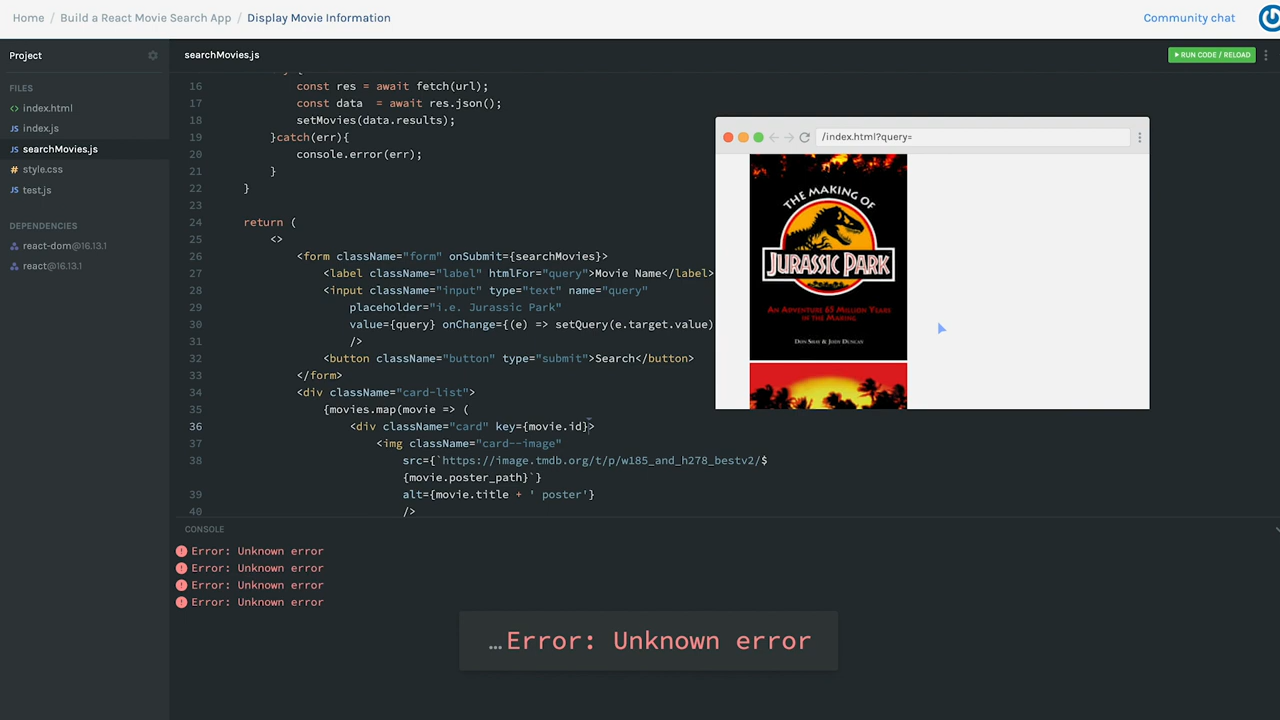 Home / Build a React Movie Search App / Display Movie Information
Community chat
Project
searchMovies.js
RUN CODE / RELOAD
FILES
<> index.html
JS index.js
JS searchMovies.js
# style.css
JS test.js
DEPENDENCIES
react-dom@16.13.1
react@16.13.1
16 const res = await fetch(url);
17 const data  = await res.json();
18 setMovies(data.results);
19 }catch(err){
20 console.error(err);
21 }
22 }
23
24 return (
25 <>
26 <form className="form" onSubmit={searchMovies}>
27 <label className="label" htmlFor="query">Movie Name</label>
28 <input className="input" type="text" name="query"
29 placeholder="i.e. Jurassic Park"
30 value={query} onChange={(e) => setQuery(e.target.value)
31 />
32 <button className="button" type="submit">Search</button>
33 </form>
34 <div className="card-list">
35 {movies.map(movie => (
36 <div className="card" key={movie.id}>
37 <img className="card--image"
38 src={`https://image.tmdb.org/t/p/w185_and_h278_bestv2/$
{movie.poster_path}`}
39 alt={movie.title + ' poster'}
40 />
/index.html?query=
THE MAKING OF
JURASSIC PARK
AN ADVENTURE 65 MILLION YEARS
IN THE MAKING
DON SHAY & JODY DUNCAN
CONSOLE
! Error: Unknown error
! Error: Unknown error
! Error: Unknown error
! Error: Unknown error
…Error: Unknown error